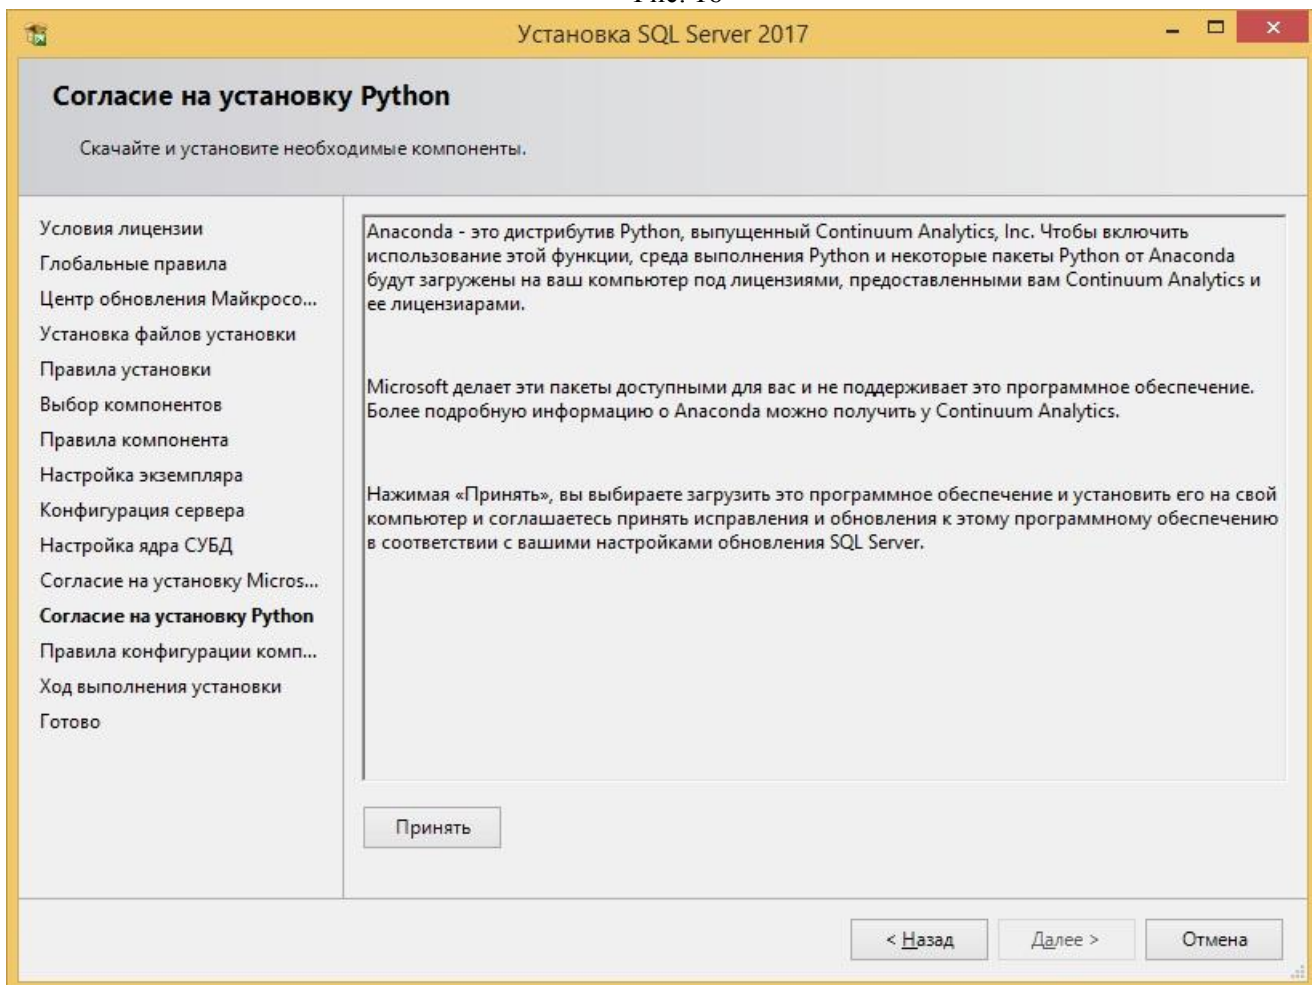 Установка SQL Server 2017
Согласие на установку Python
Скачайте и установите необходимые компоненты.
Условия лицензии
Глобальные правила
Центр обновления Майкросо...
Установка файлов установки
Правила установки
Выбор компонентов
Правила компонента
Настройка экземпляра
Конфигурация сервера
Настройка ядра СУБД
Согласие на установку Micros...
Согласие на установку Python
Правила конфигурации комп...
Ход выполнения установки
Готово
Anaconda - это дистрибутив Python, выпущенный Continuum Analytics, Inc. Чтобы включить
использование этой функции, среда выполнения Python и некоторые пакеты Python от Anaconda
будут загружены на ваш компьютер под лицензиями, предоставленными вам Continuum Analytics и
ее лицензиарами.
Microsoft делает эти пакеты доступными для вас и не поддерживает это программное обеспечение.
Более подробную информацию о Anaconda можно получить у Continuum Analytics.
Нажимая «Принять», вы выбираете загрузить это программное обеспечение и установить его на свой
компьютер и соглашаетесь принять исправления и обновления к этому программному обеспечению
в соответствии с вашими настройками обновления SQL Server.
Принять
< Назад
Далее >
Отмена